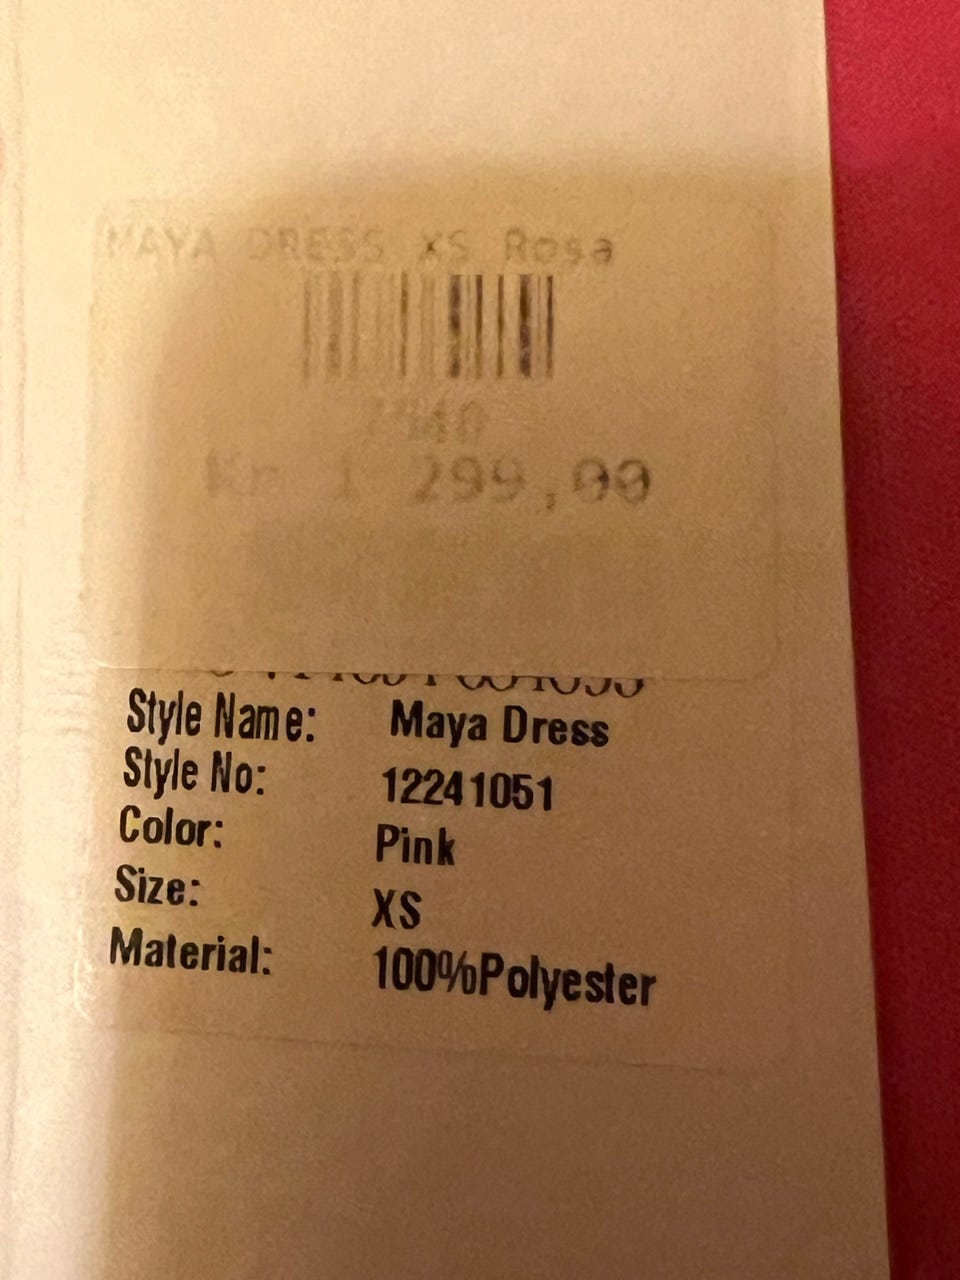 MAYA DRESS XS Rosa
Kr 1 299,00
Style Name: Maya Dress
Style No: 12241051
Color: Pink
Size: XS
Material: 100%Polyester